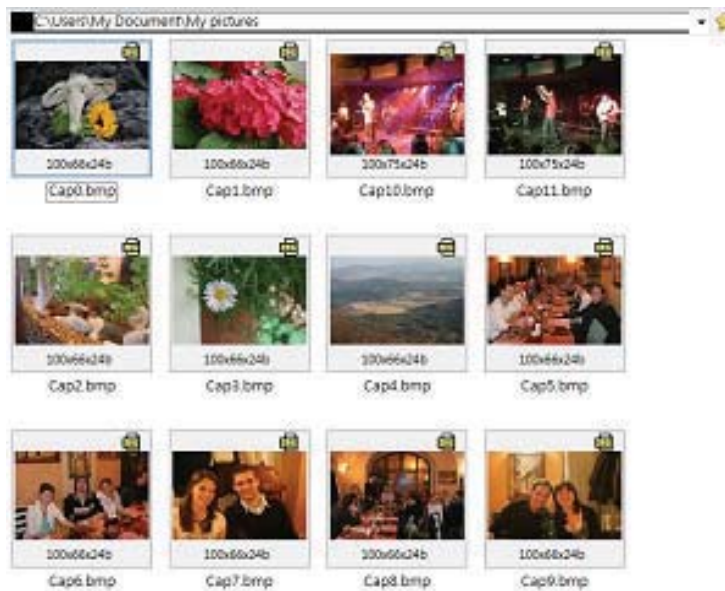 C:\Users\My Document\My pictures
100x66x24b 100x66x24b 100x75x24b 100x75x24b
Cap0.bmp Cap1.bmp Cap10.bmp Cap11.bmp
100x66x24b 100x66x24b 100x66x24b 100x66x24b
Cap2.bmp Cap3.bmp Cap4.bmp Cap5.bmp
100x66x24b 100x66x24b 100x66x24b 100x66x24b
Cap6.bmp Cap7.bmp Cap8.bmp Cap9.bmp